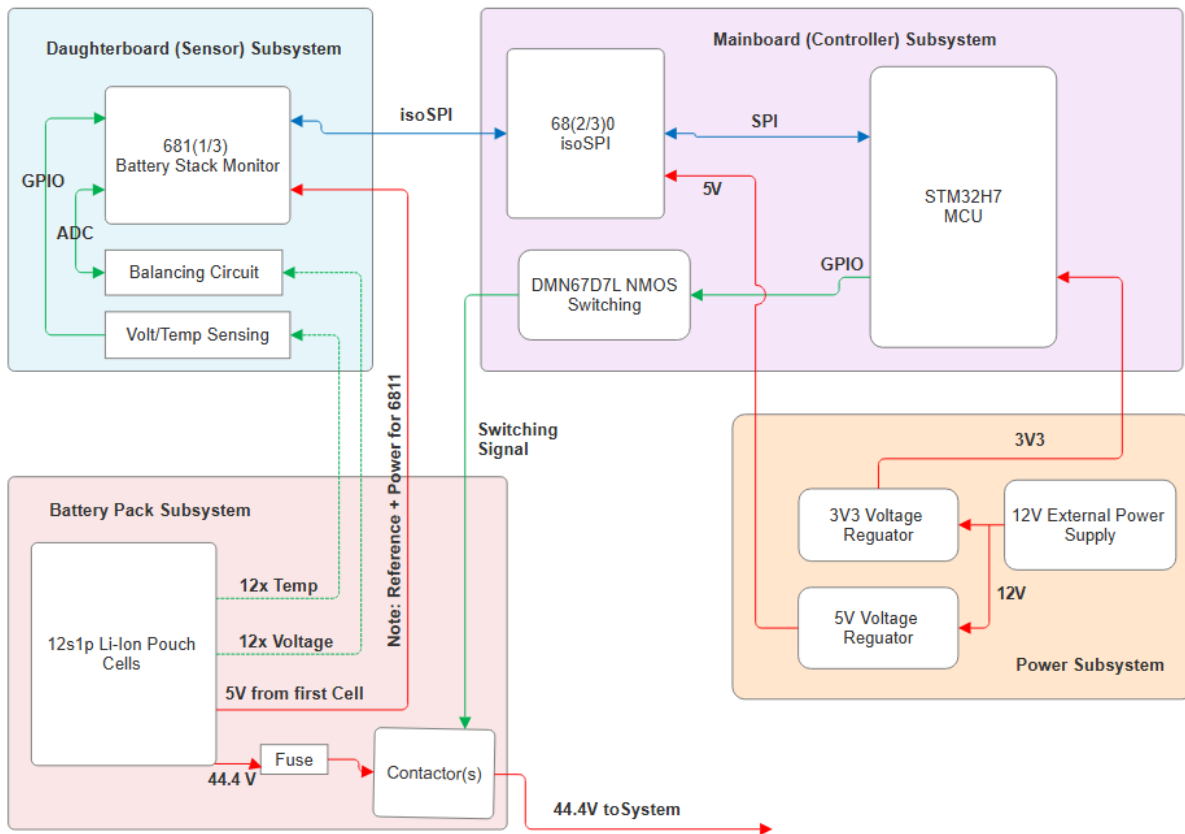 Daughterboard (Sensor) Subsystem
681(1/3)
Battery Stack Monitor
GPIO
ADC
Balancing Circuit
Volt/Temp Sensing
isoSPI
Mainboard (Controller) Subsystem
68(2/3)0
isoSPI
SPI
5V
STM32H7
MCU
GPIO
DMN67D7L NMOS
Switching
Switching
Signal
Note: Reference + Power for 6811
Battery Pack Subsystem
12s1p Li-Ion Pouch
Cells
12x Temp
12x Voltage
5V from first Cell
44.4 V
Fuse
Contactor(s)
44.4V toSystem
3V3
3V3 Voltage
Reguator
12V External Power
Supply
12V
5V Voltage
Reguator
Power Subsystem